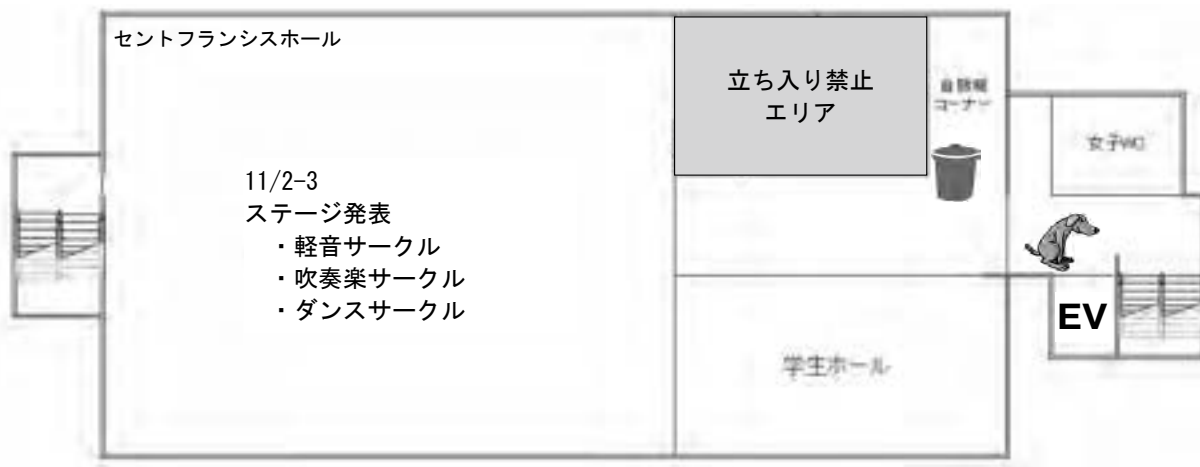 セントフランシスホール
立ち入り禁止
エリア
自販機
コーナー
女子WC
11/2-3
ステージ発表
・軽音サークル
・吹奏楽サークル
・ダンスサークル
EV
学生ホール